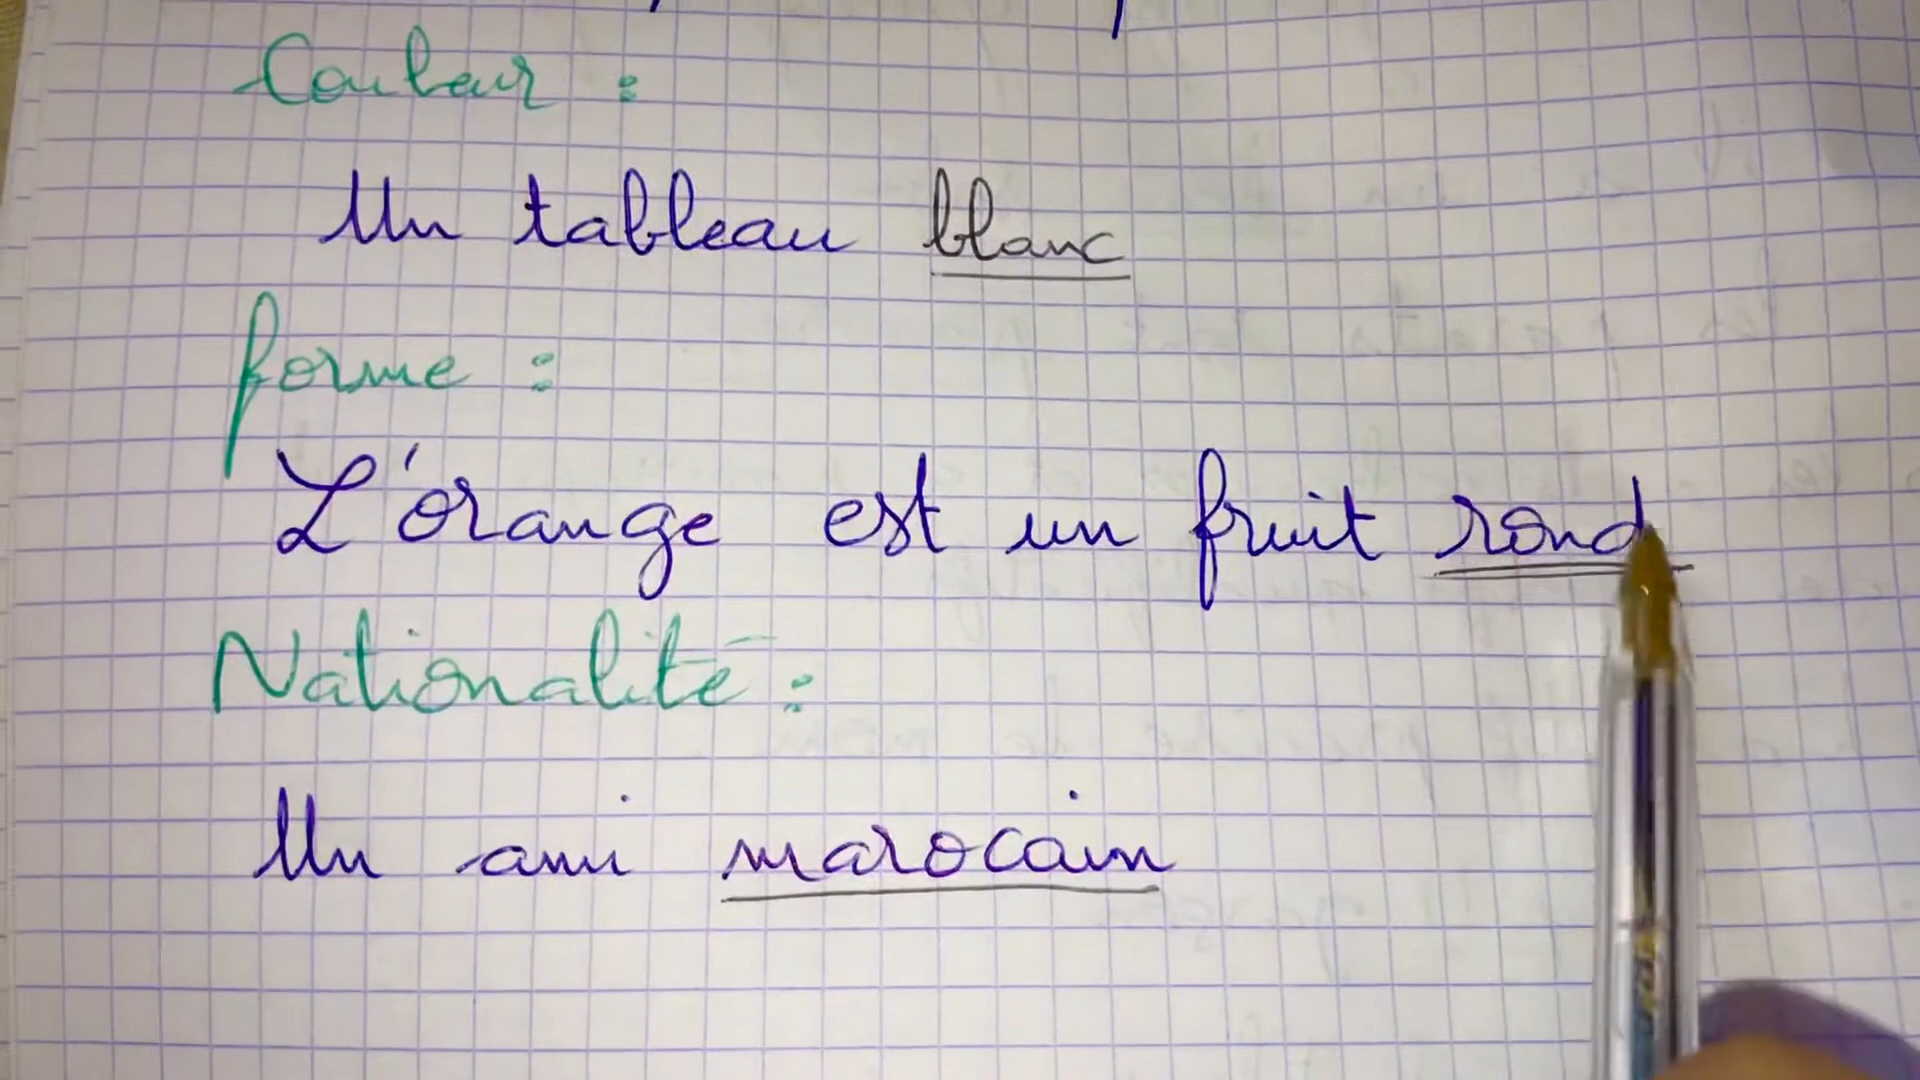 Couleur :
Un tableau blanc
forme :
L'orange est un fruit rond
Nationalité :
Un ami marocain